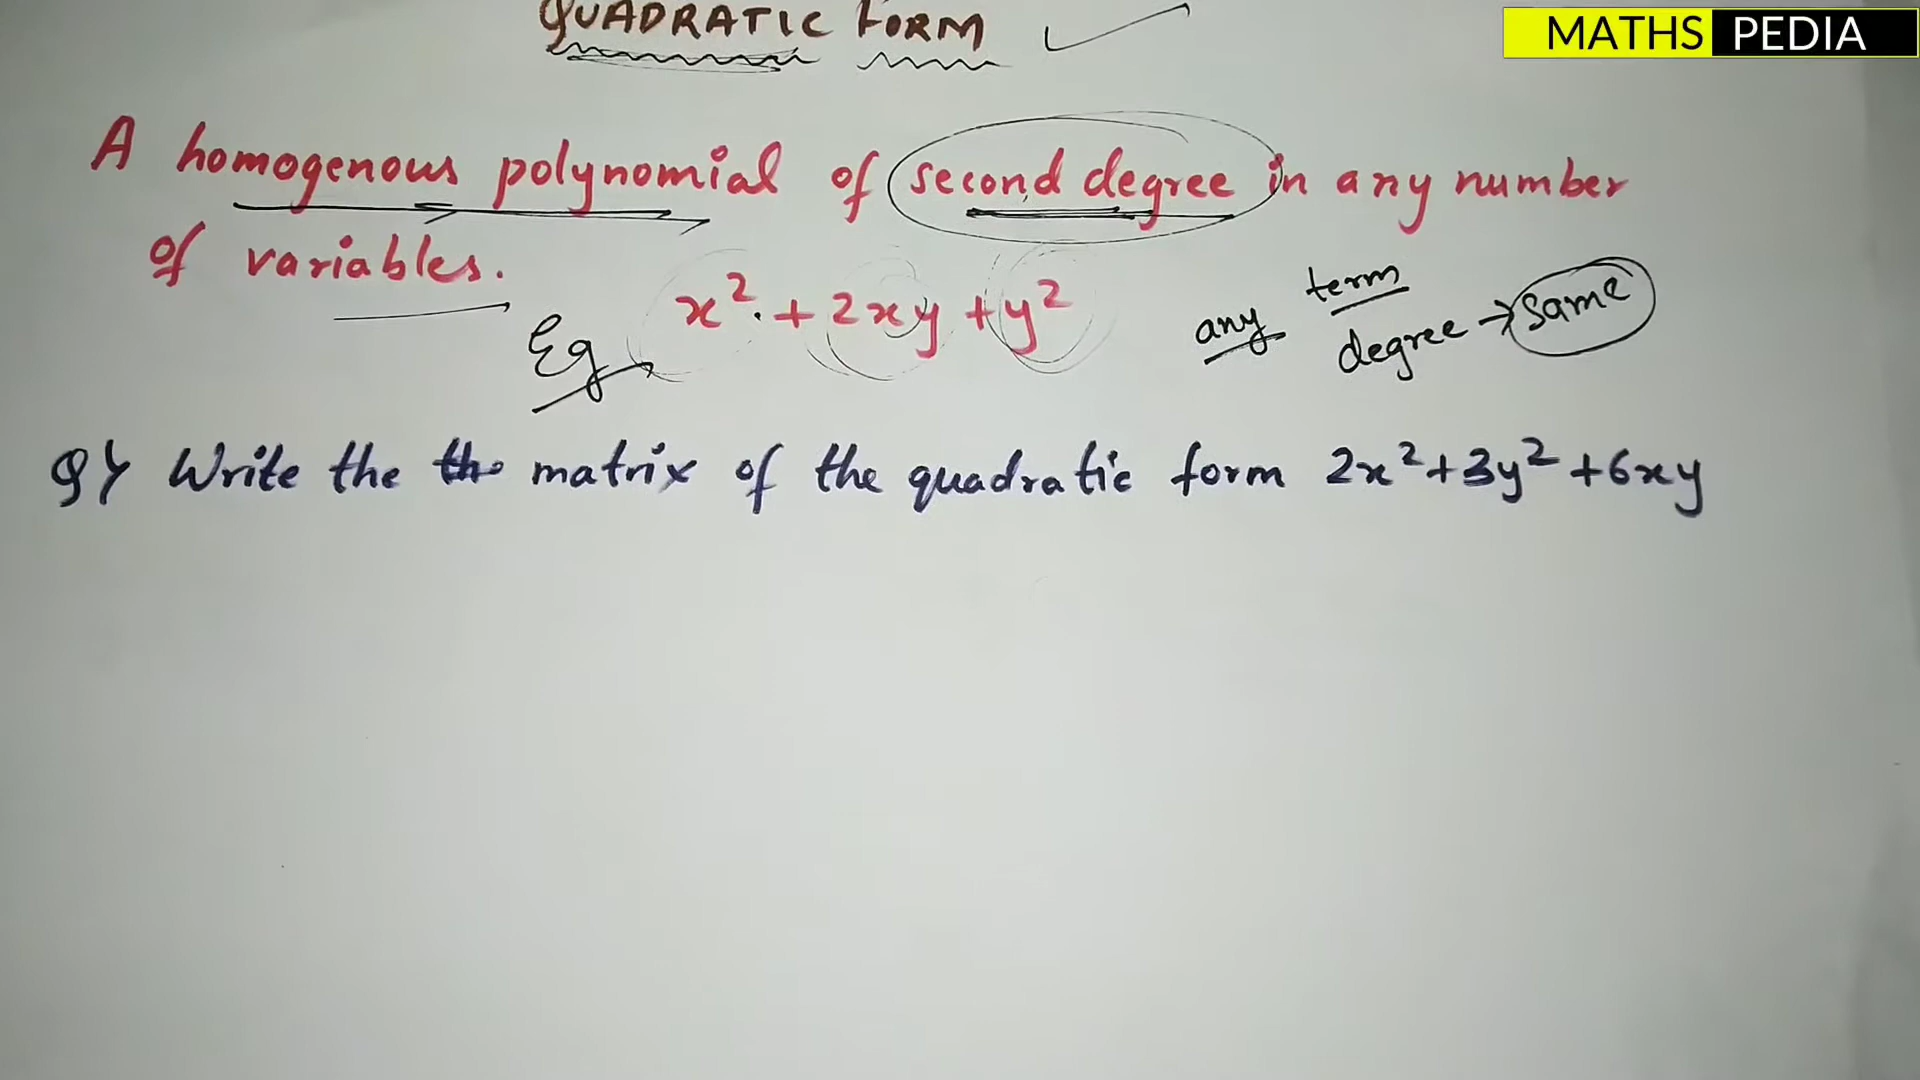 QUADRATIC FORM
MATHS PEDIA
A homogenous polynomial of second degree in any number
of variables.
Eg x² + 2xy + y²
any term
degree → same
Q) Write the the matrix of the quadratic form 2x²+3y²+6xy